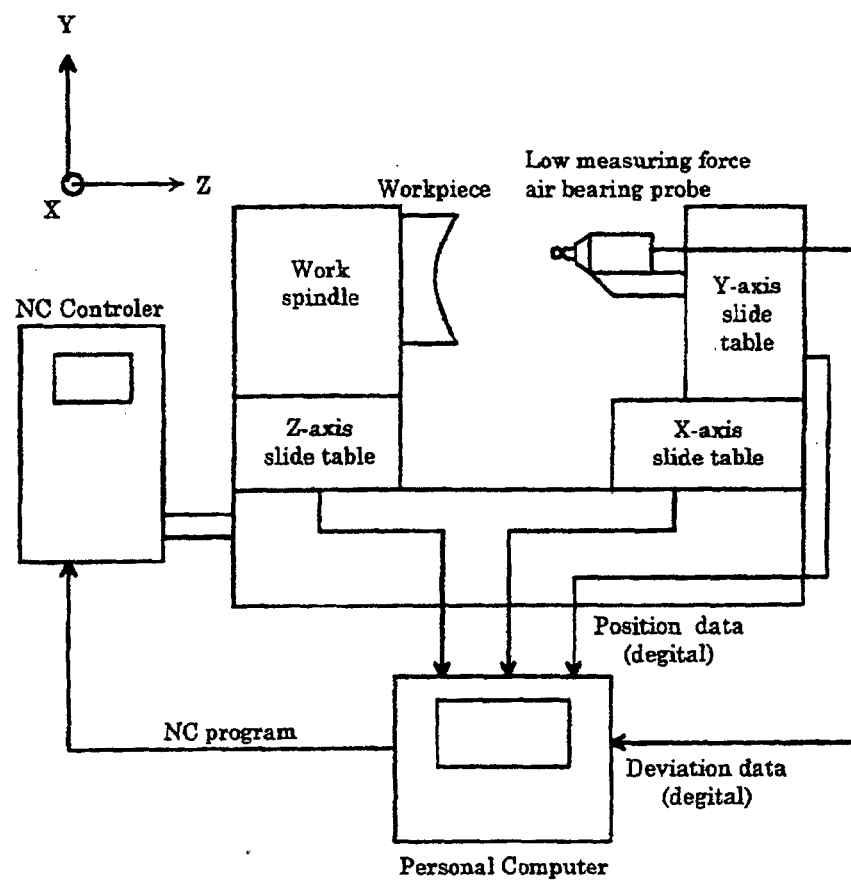 Y
Z
X
Low measuring force
air bearing probe
Workpiece
Work
spindle
Y-axis
slide
table
NC Controler
Z-axis
slide table
X-axis
slide table
Position data
(degital)
NC program
Deviation data
(degital)
Personal Computer